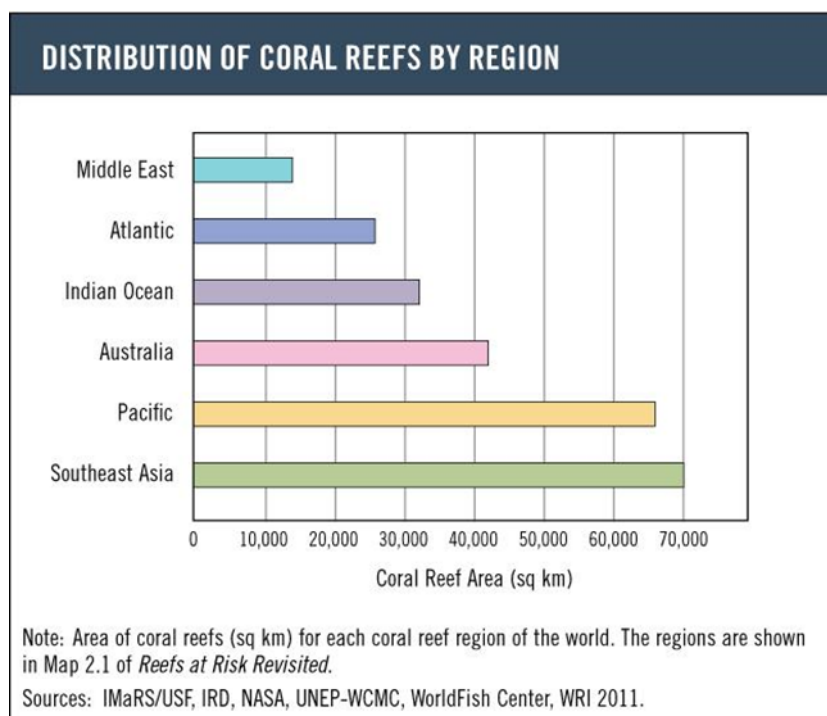 DISTRIBUTION OF CORAL REEFS BY REGION
Middle East
Atlantic
Indian Ocean
Australia
Pacific
Southeast Asia
0 10,000 20,000 30,000 40,000 50,000 60,000 70,000
Coral Reef Area (sq km)
Note: Area of coral reefs (sq km) for each coral reef region of the world. The regions are shown
in Map 2.1 of Reefs at Risk Revisited.
Sources: IMaRS/USF, IRD, NASA, UNEP-WCMC, WorldFish Center, WRI 2011.